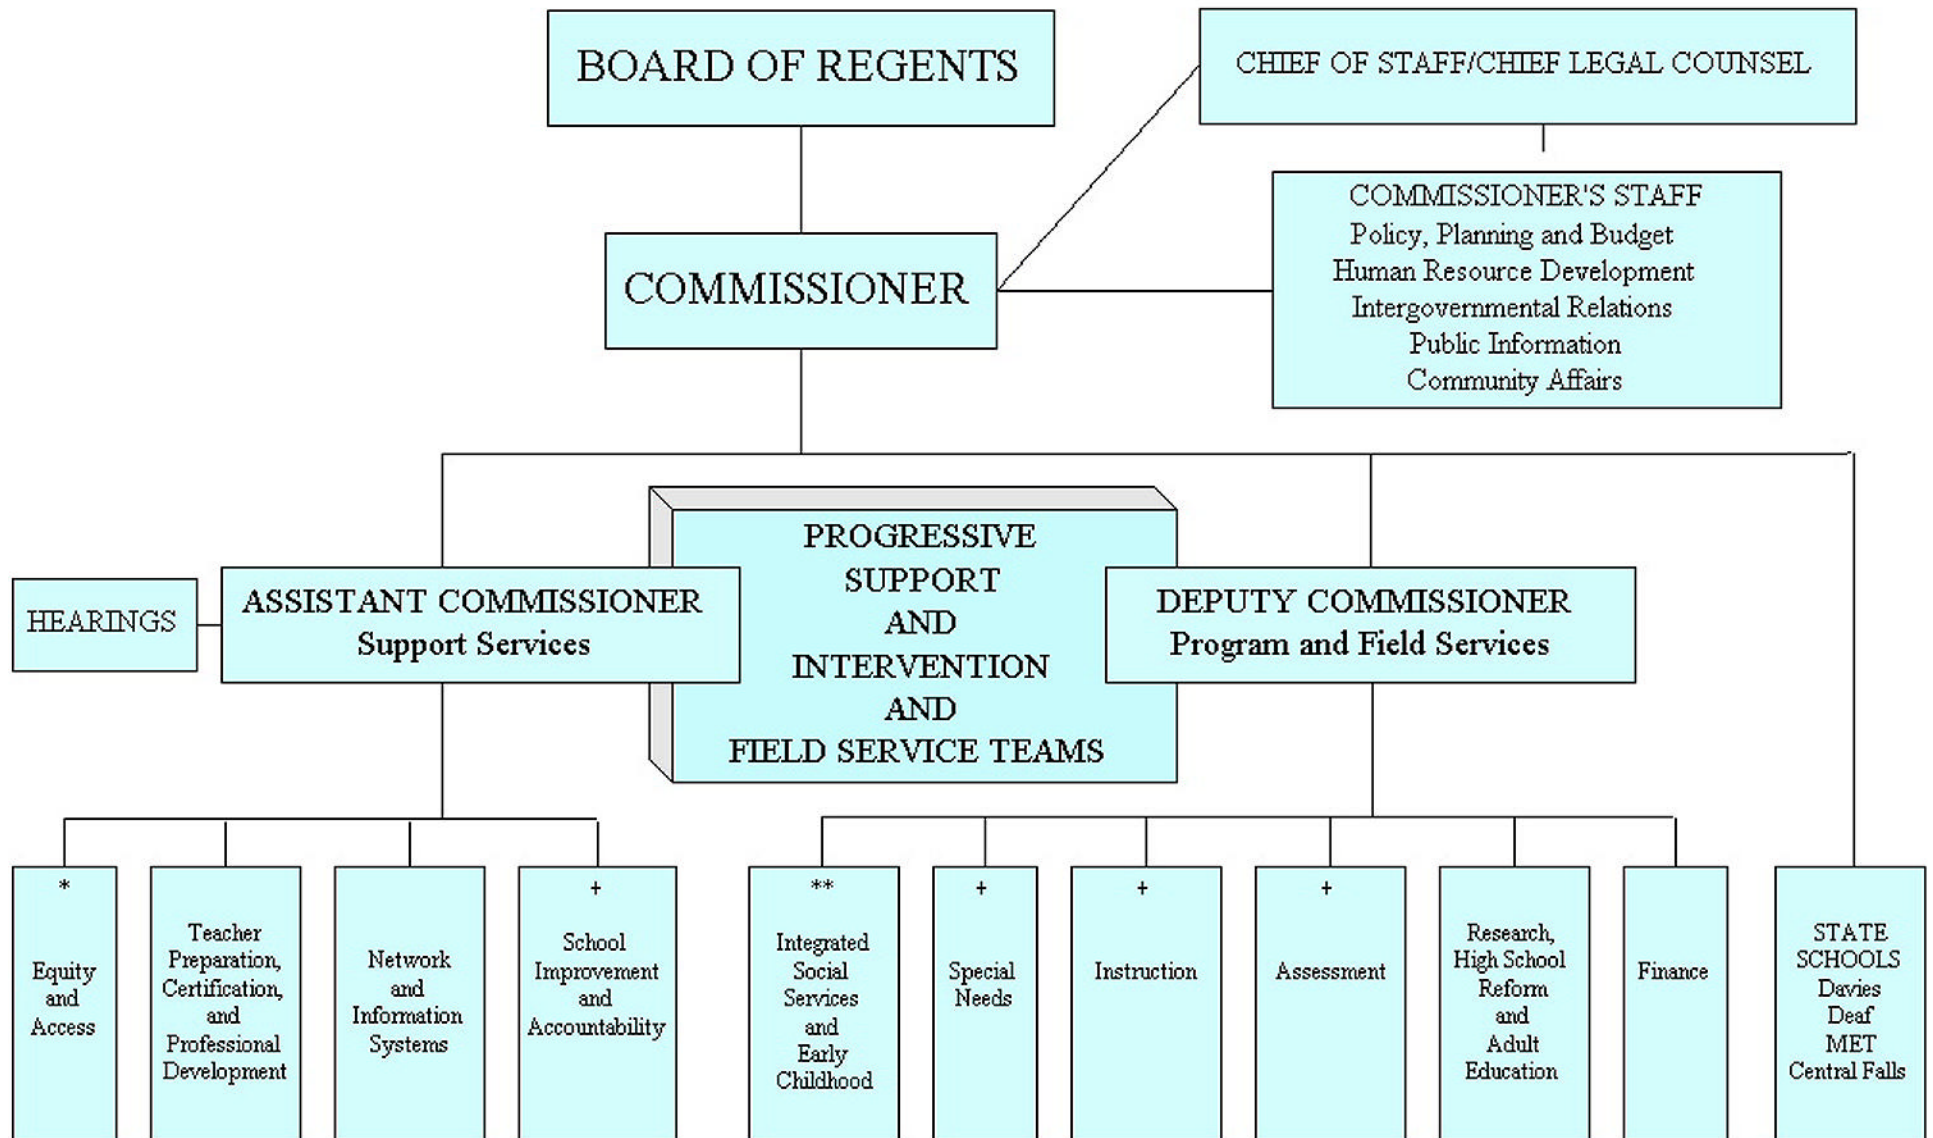 BOARD OF REGENTS
CHIEF OF STAFF/CHIEF LEGAL COUNSEL
COMMISSIONER'S STAFF
Policy, Planning and Budget
Human Resource Development
Intergovernmental Relations
Public Information
Community Affairs
COMMISSIONER
PROGRESSIVE
SUPPORT
AND
INTERVENTION
AND
FIELD SERVICE TEAMS
HEARINGS
ASSISTANT COMMISSIONER
Support Services
DEPUTY COMMISSIONER
Program and Field Services
*
Equity
and
Access
Teacher
Preparation,
Certification,
and
Professional
Development
Network
and
Information
Systems
+
School
Improvement
and
Accountability
**
Integrated
Social
Services
and
Early
Childhood
+
Special
Needs
+
Instruction
+
Assessment
Research,
High School
Reform
and
Adult
Education
Finance
STATE
SCHOOLS
Davies
Deaf
MET
Central Falls